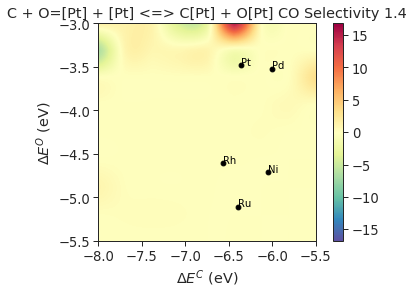 C + O=[Pt] + [Pt] <=> C[Pt] + O[Pt] CO Selectivity 1.4
−3.0
−3.5
−4.0
−4.5
−5.0
−5.5
ΔE^O (eV)
Pt
Pd
Rh
Ni
Ru
−8.0 −7.5 −7.0 −6.5 −6.0 −5.5
ΔE^C (eV)
15
10
5
0
−5
−10
−15